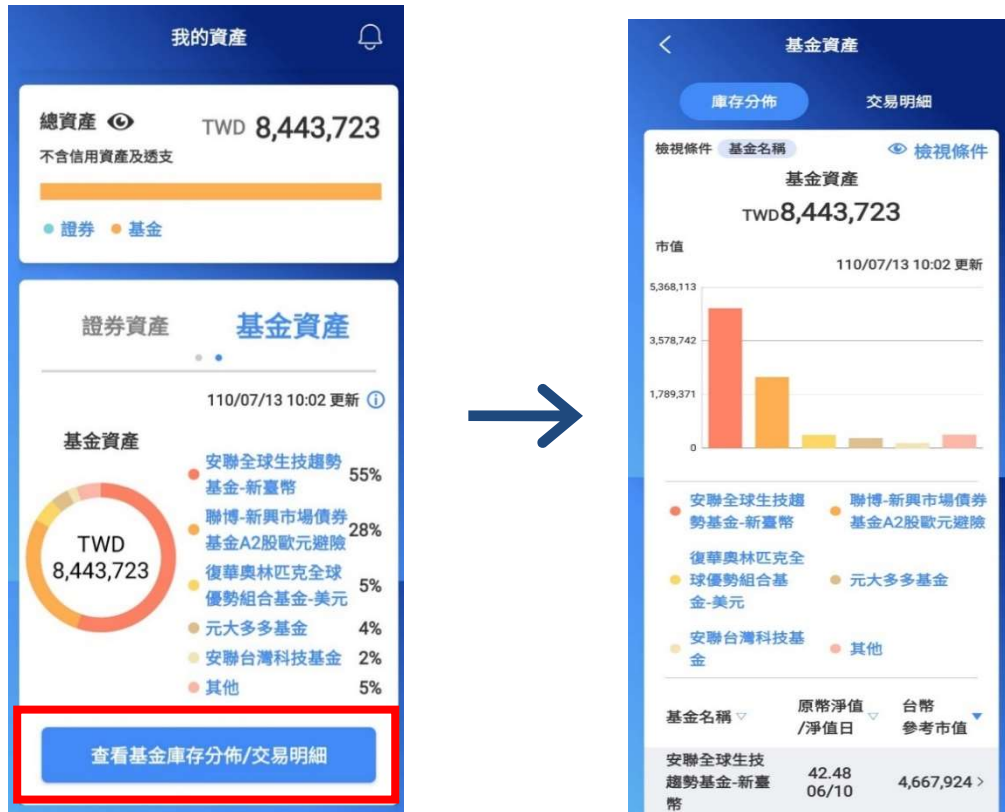 我的資產
總資產
TWD 8,443,723
不含信用資產及透支
證券
基金
證券資產
基金資產
110/07/13 10:02 更新
基金資產
TWD
8,443,723
安聯全球生技趨勢
基金-新臺幣
55%
聯博-新興市場債券
基金A2股歐元避險
28%
復華奧林匹克全球
優勢組合基金-美元
5%
元大多多基金
4%
安聯台灣科技基金
2%
其他
5%
查看基金庫存分佈/交易明細
基金資產
庫存分佈
交易明細
檢視條件
基金名稱
檢視條件
基金資產
TWD8,443,723
市值
110/07/13 10:02 更新
5,368,113
3,578,742
1,789,371
0
安聯全球生技趨
勢基金-新臺幣
聯博-新興市場債券
基金A2股歐元避險
復華奧林匹克全
球優勢組合基
金-美元
元大多多基金
安聯台灣科技基
金
其他
基金名稱
原幣淨值
/淨值日
台幣
參考市值
安聯全球生技
趨勢基金-新臺
幣
42.48
06/10
4,667,924